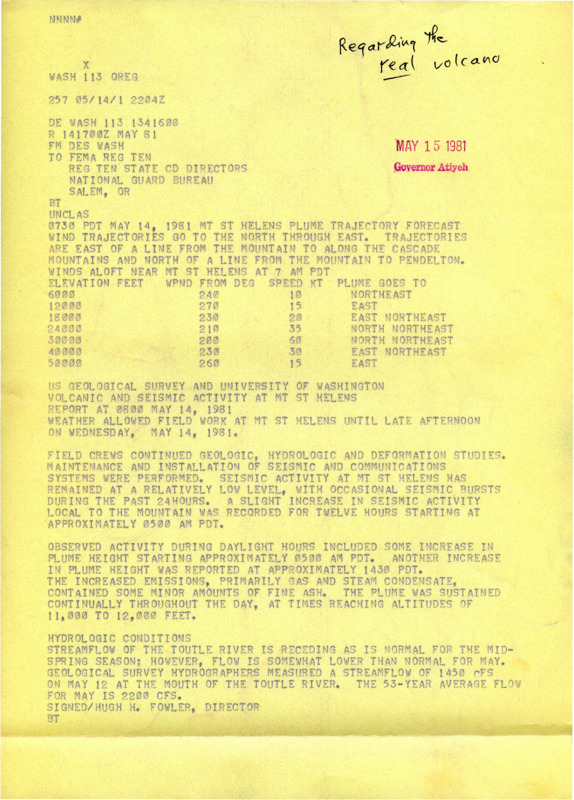 NNNN0
Regarding the
real volcano
X
WASH 113 OREG
257 05/14/1 2204Z
DE WASH 113 1341600
R 141700Z MAY 81
FM DES WASH
TO FEMA REG TEN
REG TEN STATE CD DIRECTORS
NATIONAL GUARD BUREAU
SALEM, OR
BT
MAY 15 1981
Governor Atiyeh
UNCLAS
0730 PDT MAY 14, 1981 MT ST HELENS PLUME TRAJECTORY FORECAST
WIND TRAJECTORIES GO TO THE NORTH THROUGH EAST. TRAJECTORIES
ARE EAST OF A LINE FROM THE MOUNTAIN TO ALONG THE CASCADE
MOUNTAINS AND NORTH OF A LINE FROM THE MOUNTAIN TO PENDELTON.
WINDS ALOFT NEAR MT ST HELENS AT 7 AM PDT
ELEVATION FEET WPND FROM DEG SPEED KT PLUME GOES TO
6000 240 10 NORTHEAST
12000 270 15 EAST
18000 230 20 EAST NORTHEAST
24000 210 35 NORTH NORTHEAST
30000 200 60 NORTH NORTHEAST
40000 230 30 EAST NORTHEAST
50000 260 15 EAST
US GEOLOGICAL SURVEY AND UNIVERSITY OF WASHINGTON
VOLCANIC AND SEISMIC ACTIVITY AT MT ST HELENS
REPORT AT 0800 MAY 14, 1981
WEATHER ALLOWED FIELD WORK AT MT ST HELENS UNTIL LATE AFTERNOON
ON WEDNESDAY, MAY 14, 1981.
FIELD CREWS CONTINUED GEOLOGIC, HYDROLOGIC AND DEFORMATION STUDIES.
MAINTENANCE AND INSTALLATION OF SEISMIC AND COMMUNICATIONS
SYSTEMS WERE PERFORMED. SEISMIC ACTIVITY AT MT ST HELENS HAS
REMAINED AT A RELATIVELY LOW LEVEL, WITH OCCASIONAL SEISMIC BURSTS
DURING THE PAST 24HOURS. A SLIGHT INCREASE IN SEISMIC ACTIVITY
LOCAL TO THE MOUNTAIN WAS RECORDED FOR TWELVE HOURS STARTING AT
APPROXIMATELY 0500 AM PDT.
OBSERVED ACTIVITY DURING DAYLIGHT HOURS INCLUDED SOME INCREASE IN
PLUME HEIGHT STARTING APPROXIMATELY 0500 AM PDT. ANOTHER INCREASE
IN PLUME HEIGHT WAS REPORTED AT APPROXIMATELY 1430 PDT.
THE INCREASED EMISSIONS, PRIMARILY GAS AND STEAM CONDENSATE,
CONTAINED SOME MINOR AMOUNTS OF FINE ASH. THE PLUME WAS SUSTAINED
CONTINUALLY THROUGHOUT THE DAY, AT TIMES REACHING ALTITUDES OF
11,000 TO 12,000 FEET.
HYDROLOGIC CONDITIONS
STREAMFLOW OF THE TOUTLE RIVER IS RECEDING AS IS NORMAL FOR THE MID-
SPRING SEASON; HOWEVER, FLOW IS SOMEWHAT LOWER THAN NORMAL FOR MAY.
GEOLOGICAL SURVEY HYDROGRAPHERS MEASURED A STREAMFLOW OF 1450 CFS
ON MAY 12 AT THE MOUTH OF THE TOUTLE RIVER. THE 53-YEAR AVERAGE FLOW
FOR MAY IS 2200 CFS.
SIGNED/HUGH H. FOWLER, DIRECTOR
BT